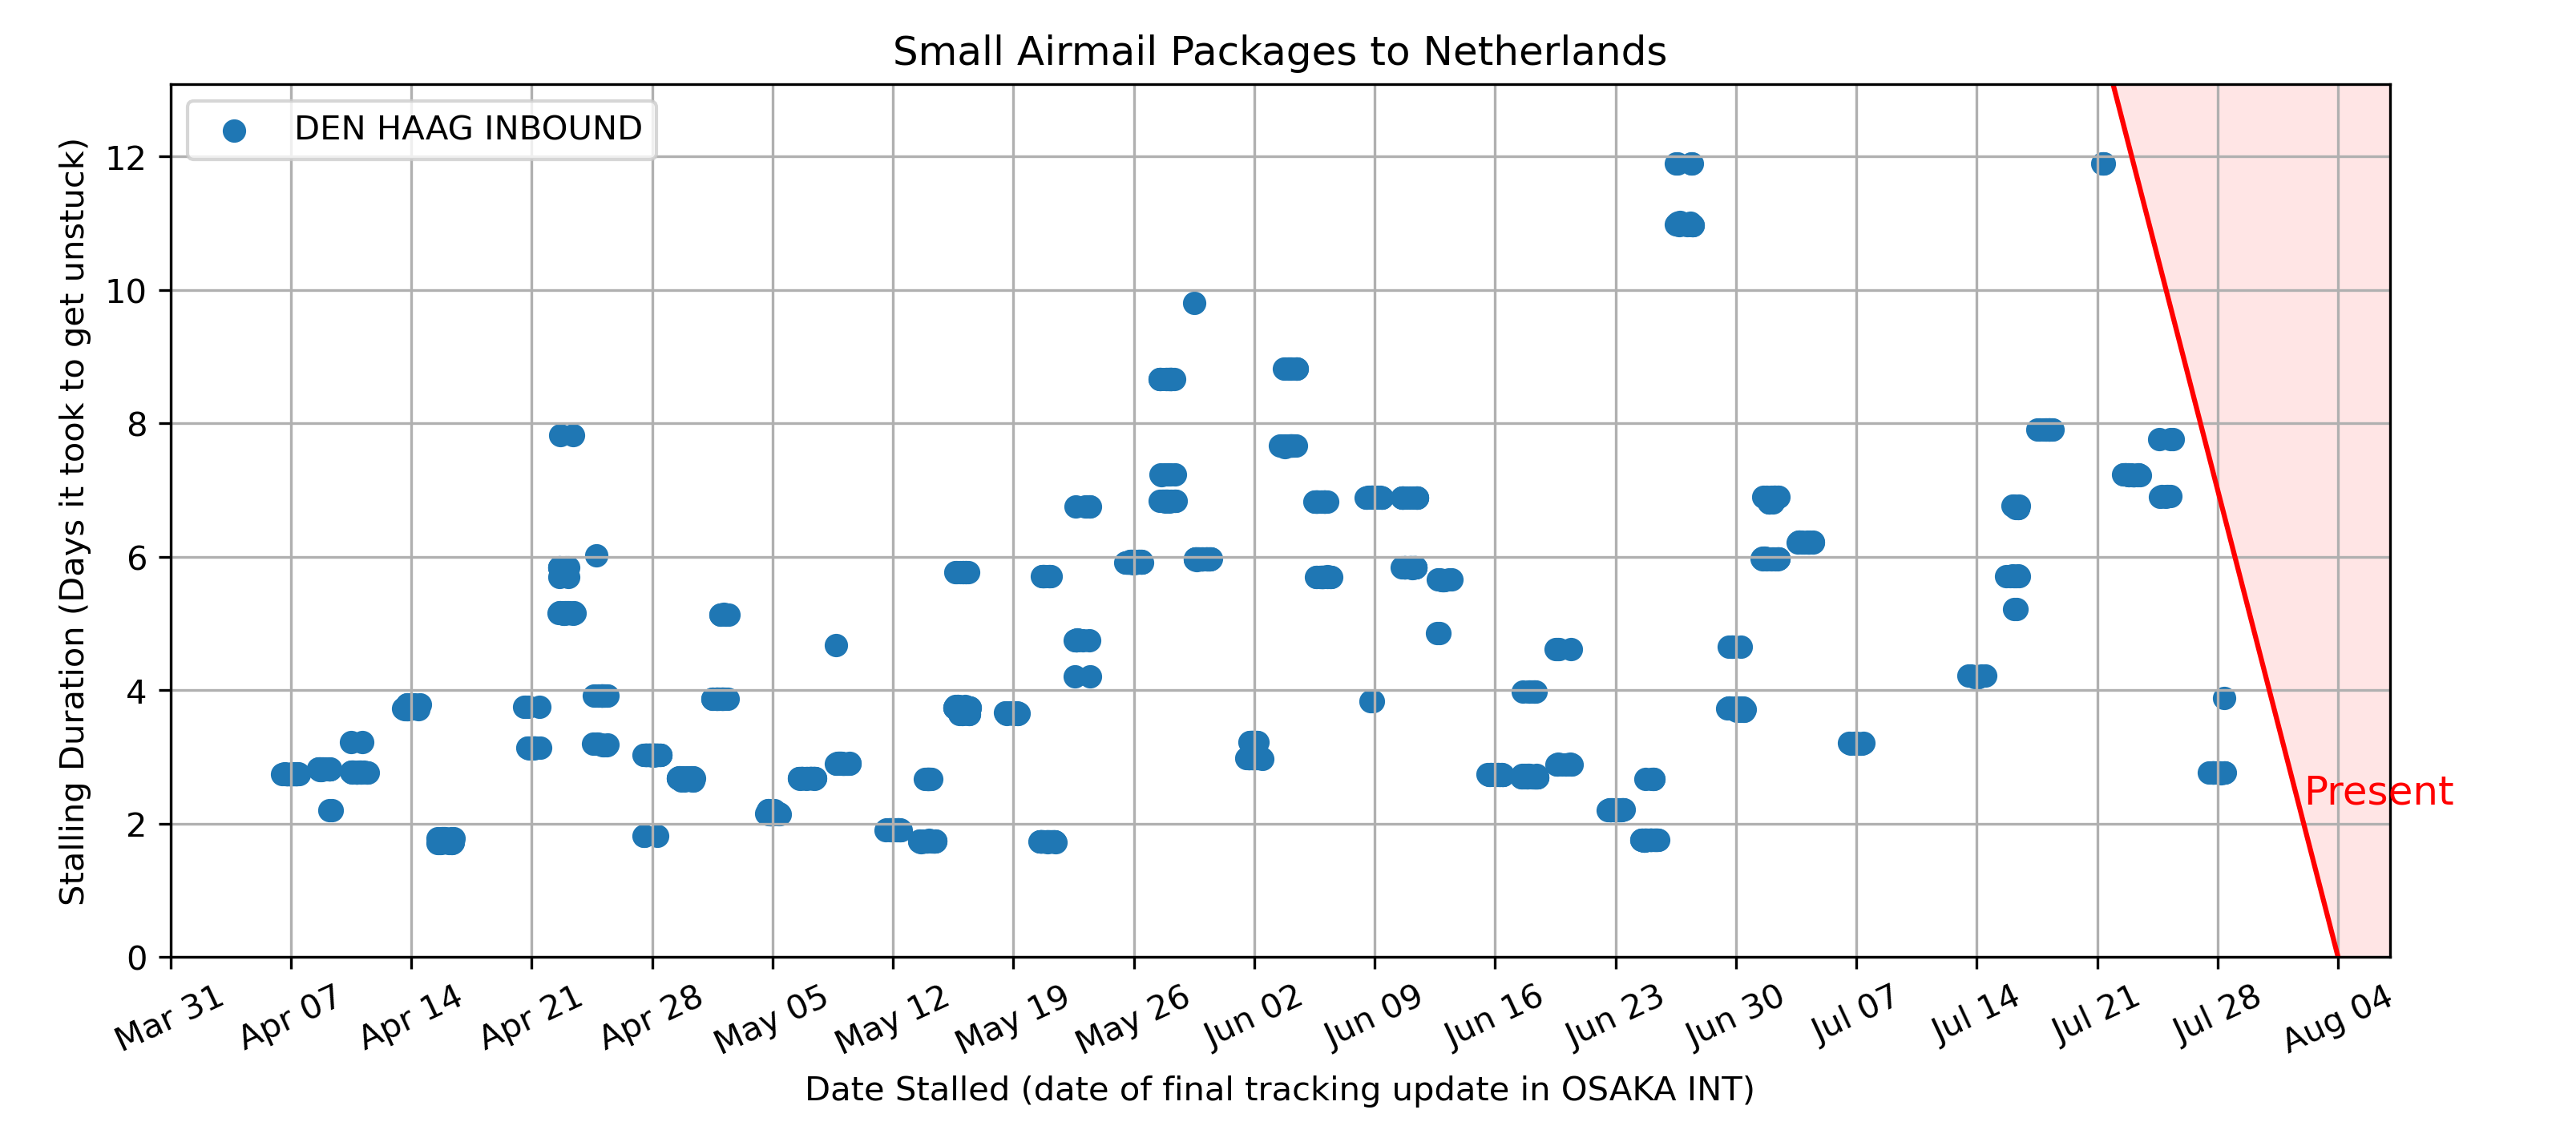 Small Airmail Packages to Netherlands
DEN HAAG INBOUND
Stalling Duration (Days it took to get unstuck)
12
10
8
6
4
2
0
Present
Mar 31
Apr 07
Apr 14
Apr 21
Apr 28
May 05
May 12
May 19
May 26
Jun 02
Jun 09
Jun 16
Jun 23
Jun 30
Jul 07
Jul 14
Jul 21
Jul 28
Aug 04
Date Stalled (date of final tracking update in OSAKA INT)